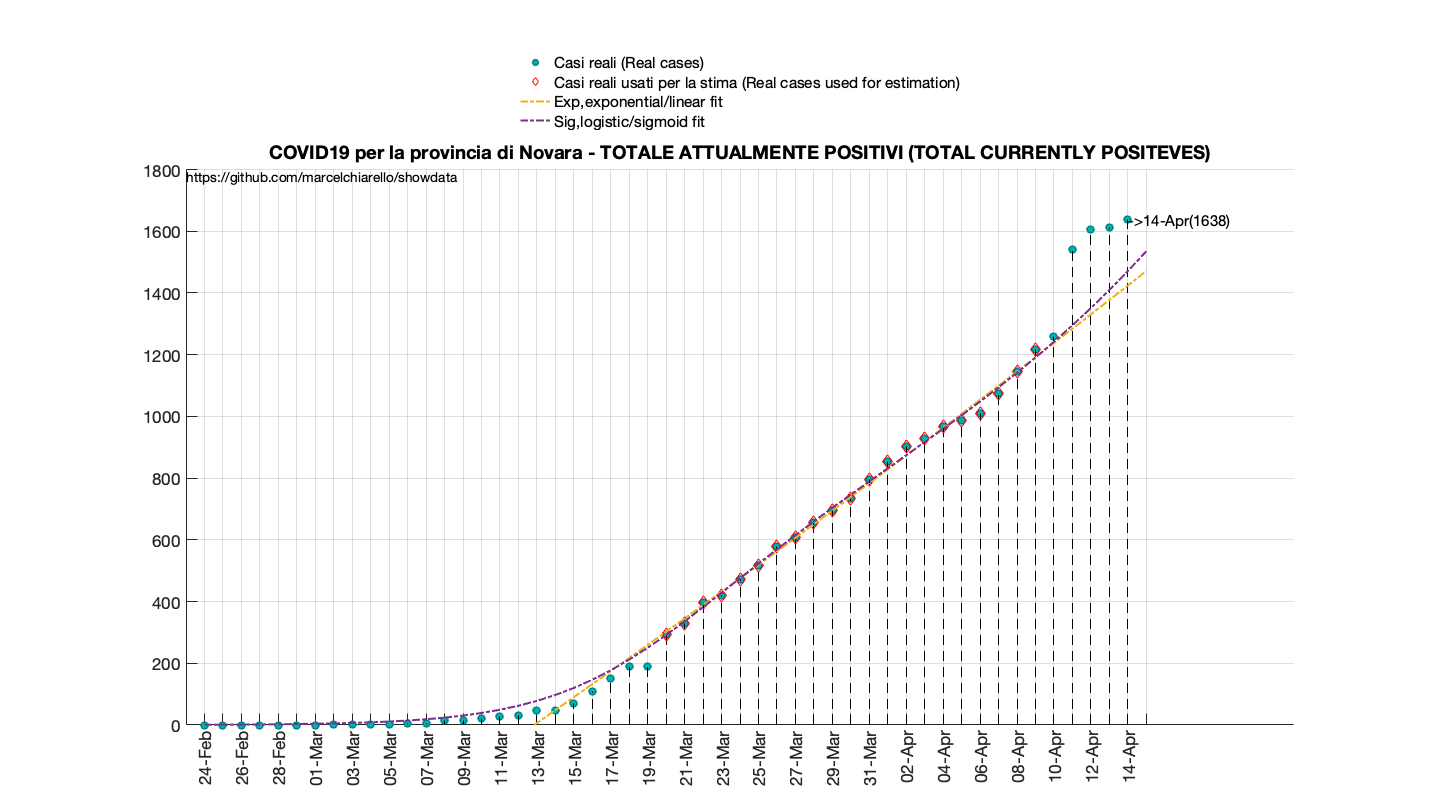 Casi reali (Real cases)
Casi reali usati per la stima (Real cases used for estimation)
Exp,exponential/linear fit
Sig,logistic/sigmoid fit
COVID19 per la provincia di Novara - TOTALE ATTUALMENTE POSITIVI (TOTAL CURRENTLY POSITEVES)
https://github.com/marcelchiarello/showdata
1800
1600
1400
1200
1000
800
600
400
200
0
->14-Apr(1638)
24-Feb
26-Feb
28-Feb
01-Mar
03-Mar
05-Mar
07-Mar
09-Mar
11-Mar
13-Mar
15-Mar
17-Mar
19-Mar
21-Mar
23-Mar
25-Mar
27-Mar
29-Mar
31-Mar
02-Apr
04-Apr
06-Apr
08-Apr
10-Apr
12-Apr
14-Apr